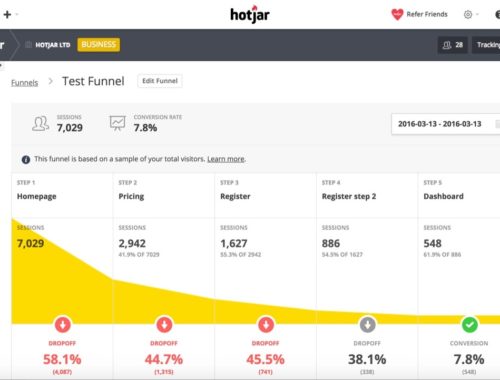 hotjar
Refer Friends
r
HOTJAR LTD
BUSINESS
28
Tracking
Funnels
Test Funnel
Edit Funnel
SESSIONS
7,029
CONVERSION RATE
7.8%
2016-03-13 - 2016-03-13
This funnel is based on a sample of your total visitors. Learn more.
STEP 1
Homepage
SESSIONS
7,029
DROPOFF
58.1%
(4,087)
STEP 2
Pricing
SESSIONS
2,942
41.9% OF 7029
DROPOFF
44.7%
(1,315)
STEP 3
Register
SESSIONS
1,627
55.3% OF 2942
DROPOFF
45.5%
(741)
STEP 4
Register step 2
SESSIONS
886
54.5% OF 1627
DROPOFF
38.1%
(338)
STEP 5
Dashboard
SESSIONS
548
61.9% OF 886
CONVERSION
7.8%
(548)